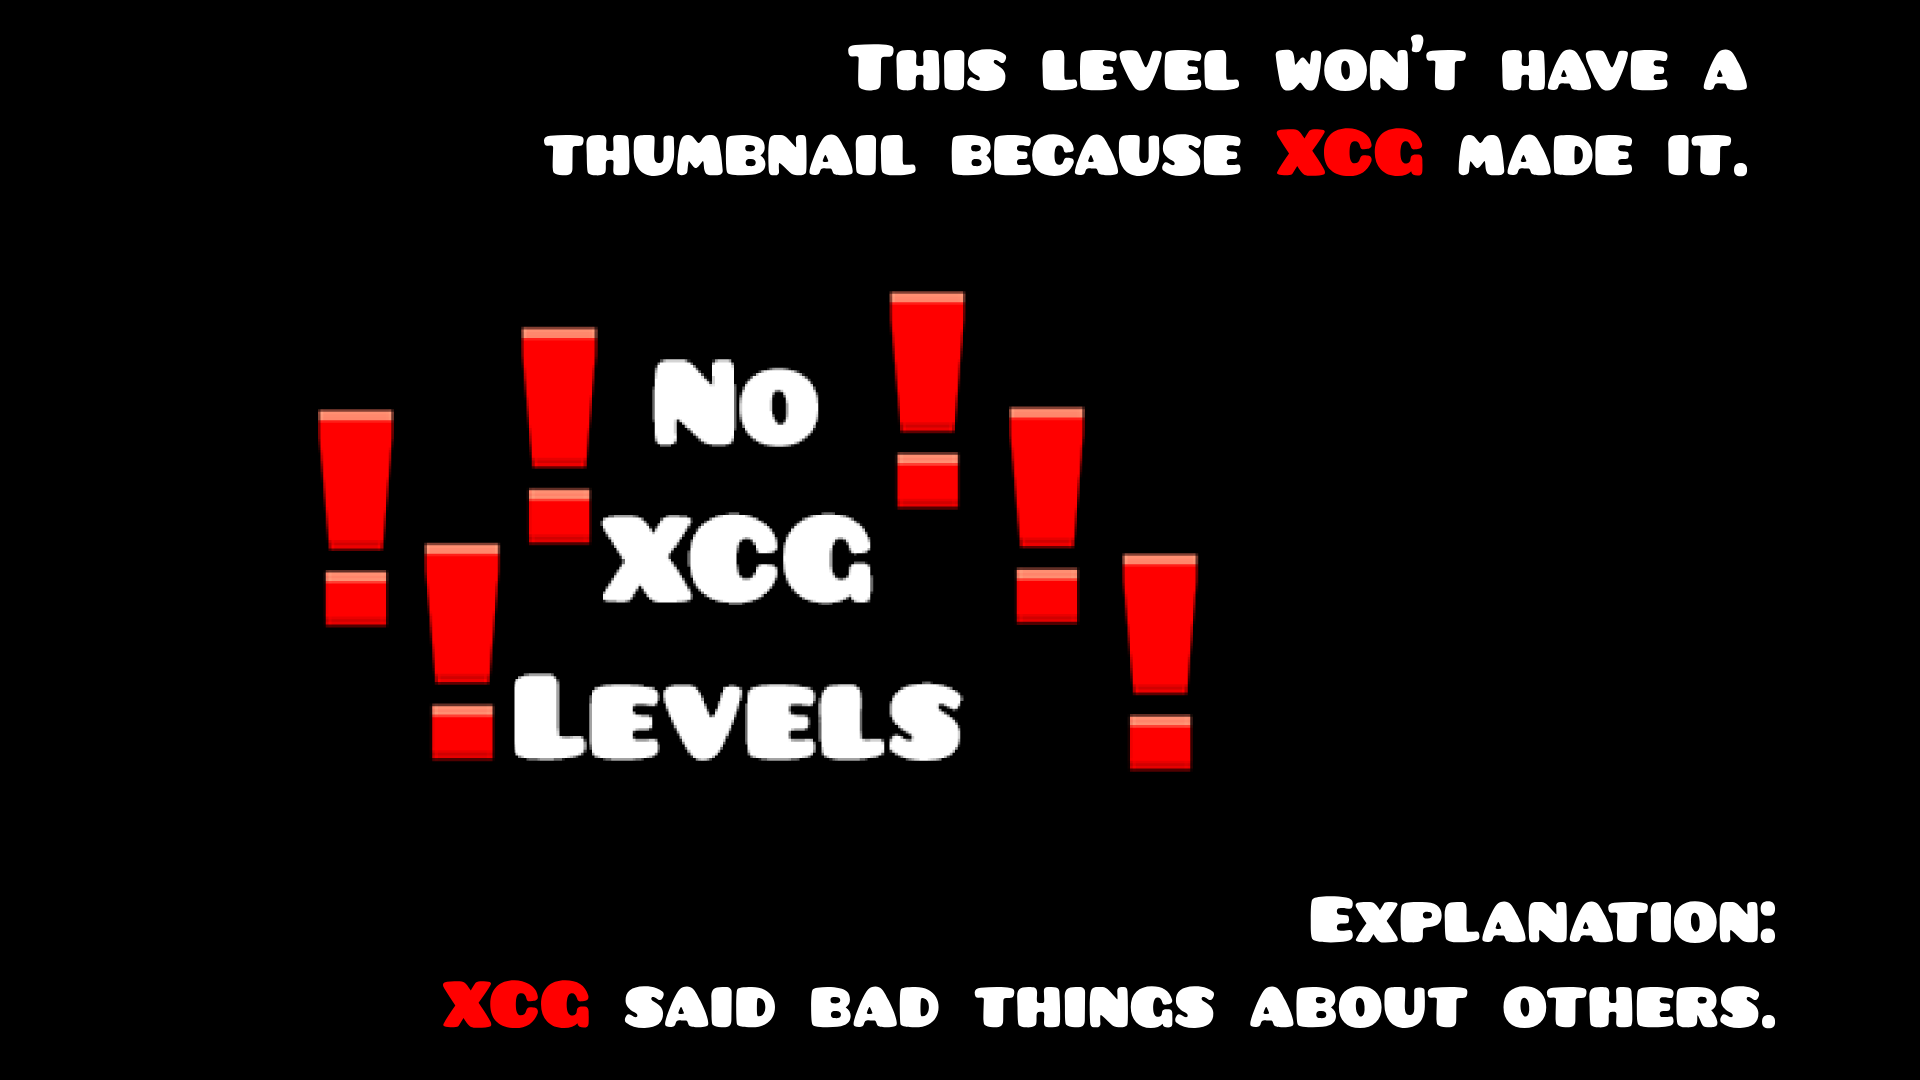 This level won't have a
thumbnail because XCG made it.
No
XCG
Levels
Explanation:
XCG said bad things about others.